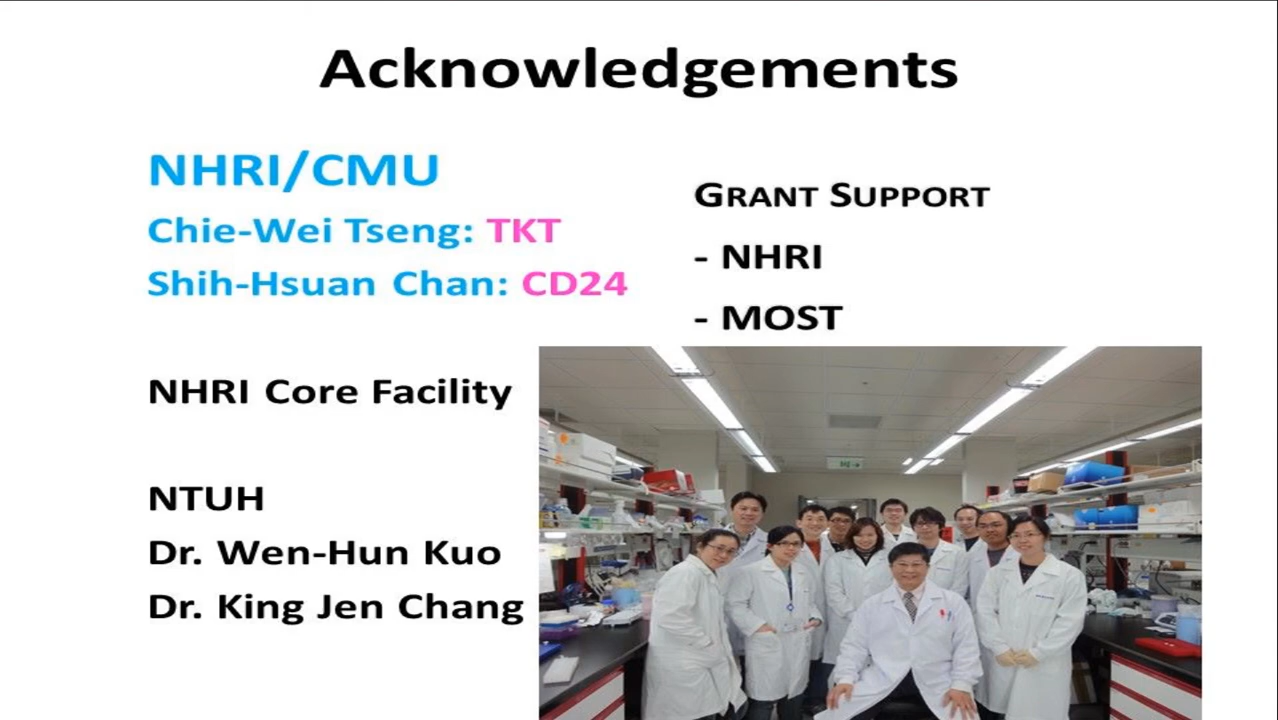 Acknowledgements
NHRI/CMU
Chie-Wei Tseng: TKT
Shih-Hsuan Chan: CD24
NHRI Core Facility
NTUH
Dr. Wen-Hun Kuo
Dr. King Jen Chang
GRANT SUPPORT
- NHRI
- MOST